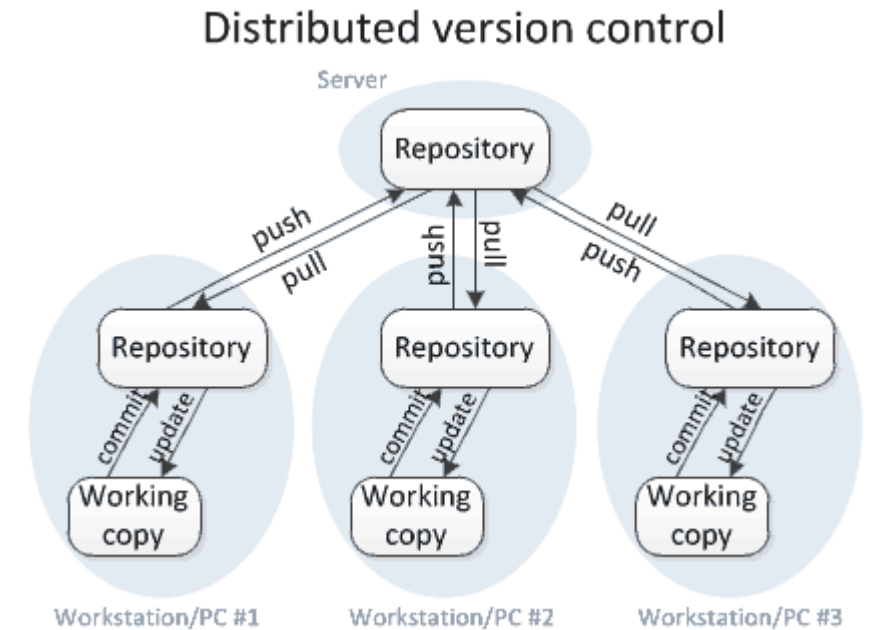 Distributed version control
Server
Repository
push
pull
push
pull
pull
push
Repository
Repository
Repository
commit
update
commit
update
commit
update
Working
copy
Working
copy
Working
copy
Workstation/PC #1
Workstation/PC #2
Workstation/PC #3